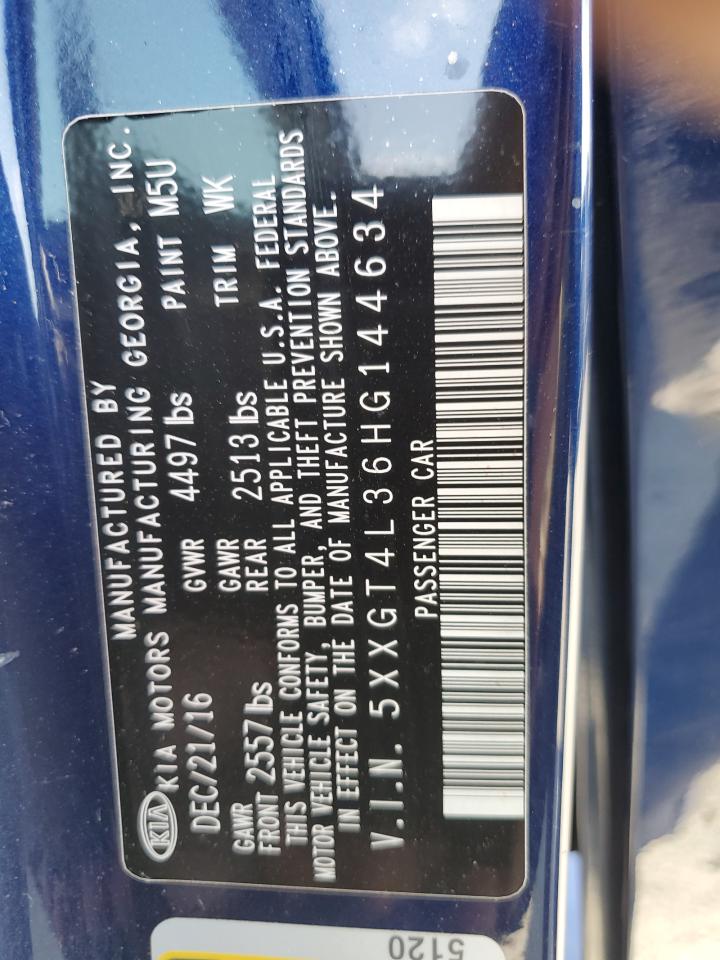 KIA
MANUFACTURED BY
KIA MOTORS MANUFACTURING GEORGIA, INC.
DEC/21/16 GVWR 4497 lbs PAINT M5U
GAWR FRONT 2557 lbs GAWR REAR 2513 lbs TRIM WK
THIS VEHICLE CONFORMS TO ALL APPLICABLE U.S.A. FEDERAL
MOTOR VEHICLE SAFETY, BUMPER, AND THEFT PREVENTION STANDARDS
IN EFFECT ON THE DATE OF MANUFACTURE SHOWN ABOVE.
V.I.N. 5XXGT4L36HG144634
PASSENGER CAR
5120